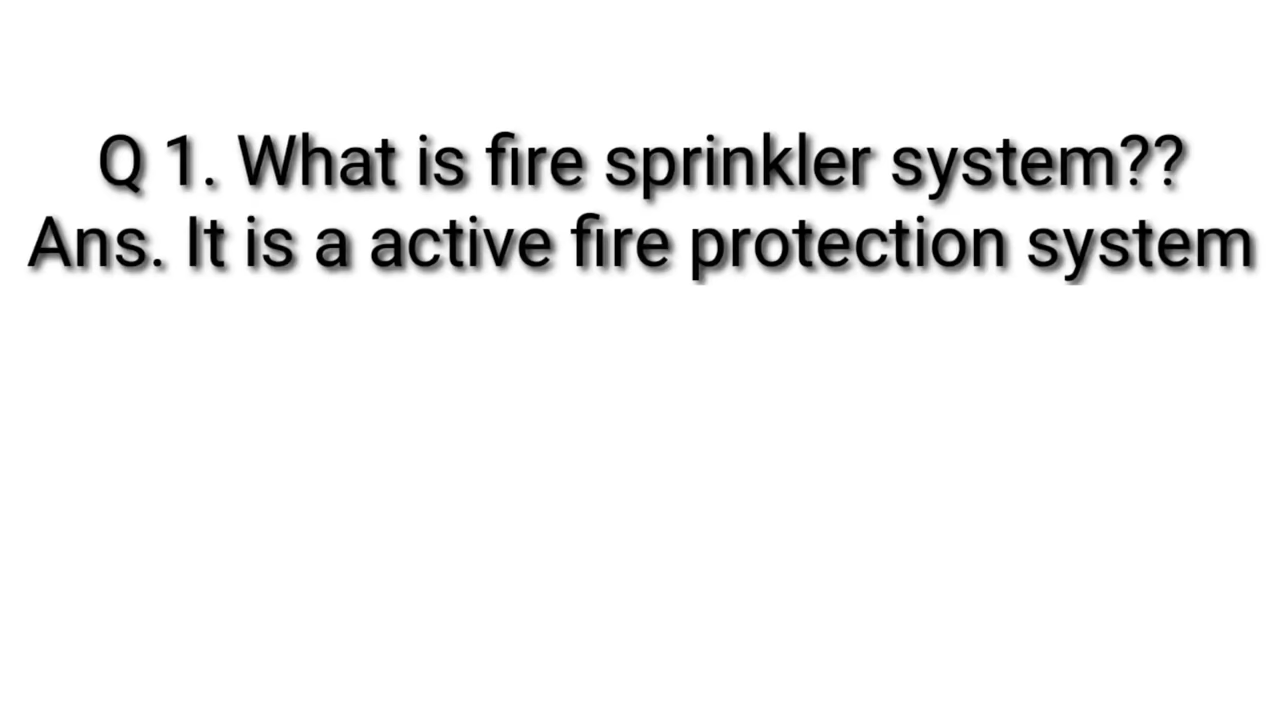 Q 1. What is fire sprinkler system??
Ans. It is a active fire protection system